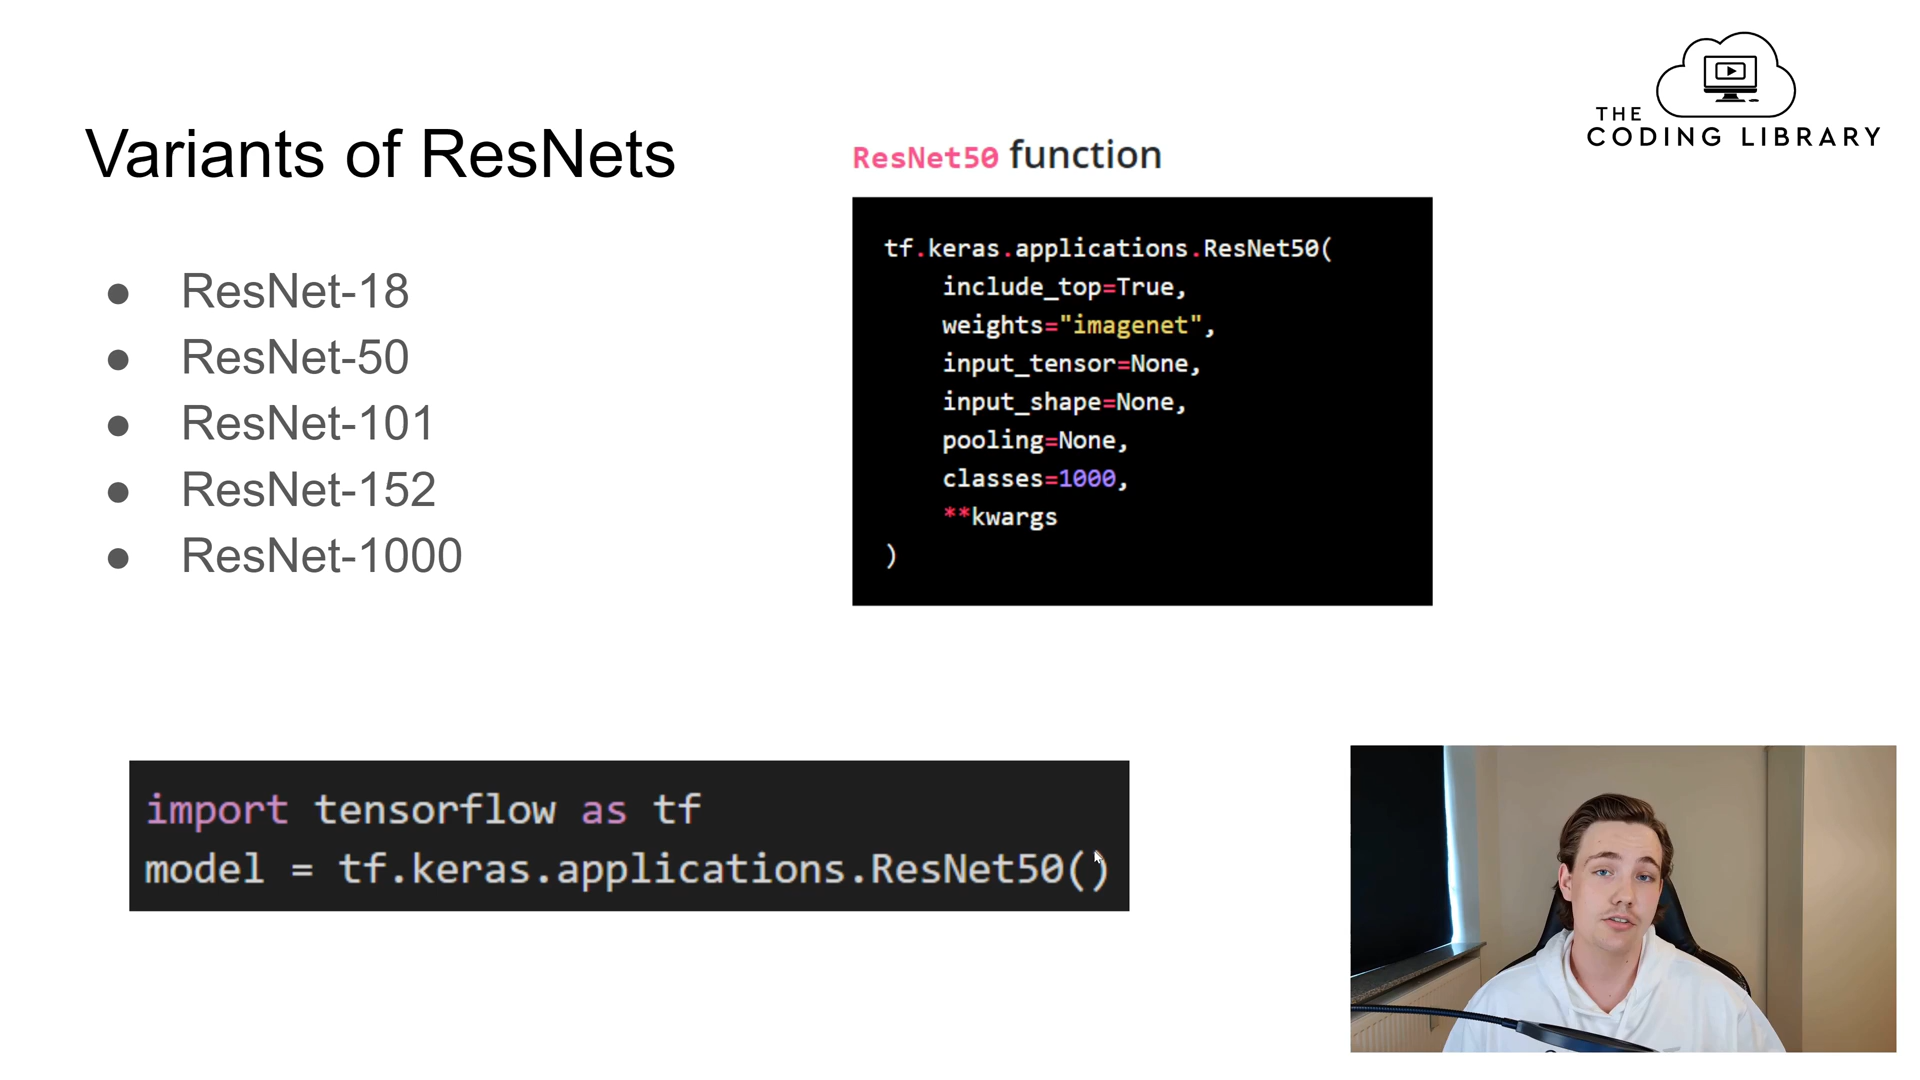 THE
CODING LIBRARY
Variants of ResNets
● ResNet-18
● ResNet-50
● ResNet-101
● ResNet-152
● ResNet-1000
ResNet50 function
tf.keras.applications.ResNet50(
    include_top=True,
    weights="imagenet",
    input_tensor=None,
    input_shape=None,
    pooling=None,
    classes=1000,
    **kwargs
)
import tensorflow as tf
model = tf.keras.applications.ResNet50()